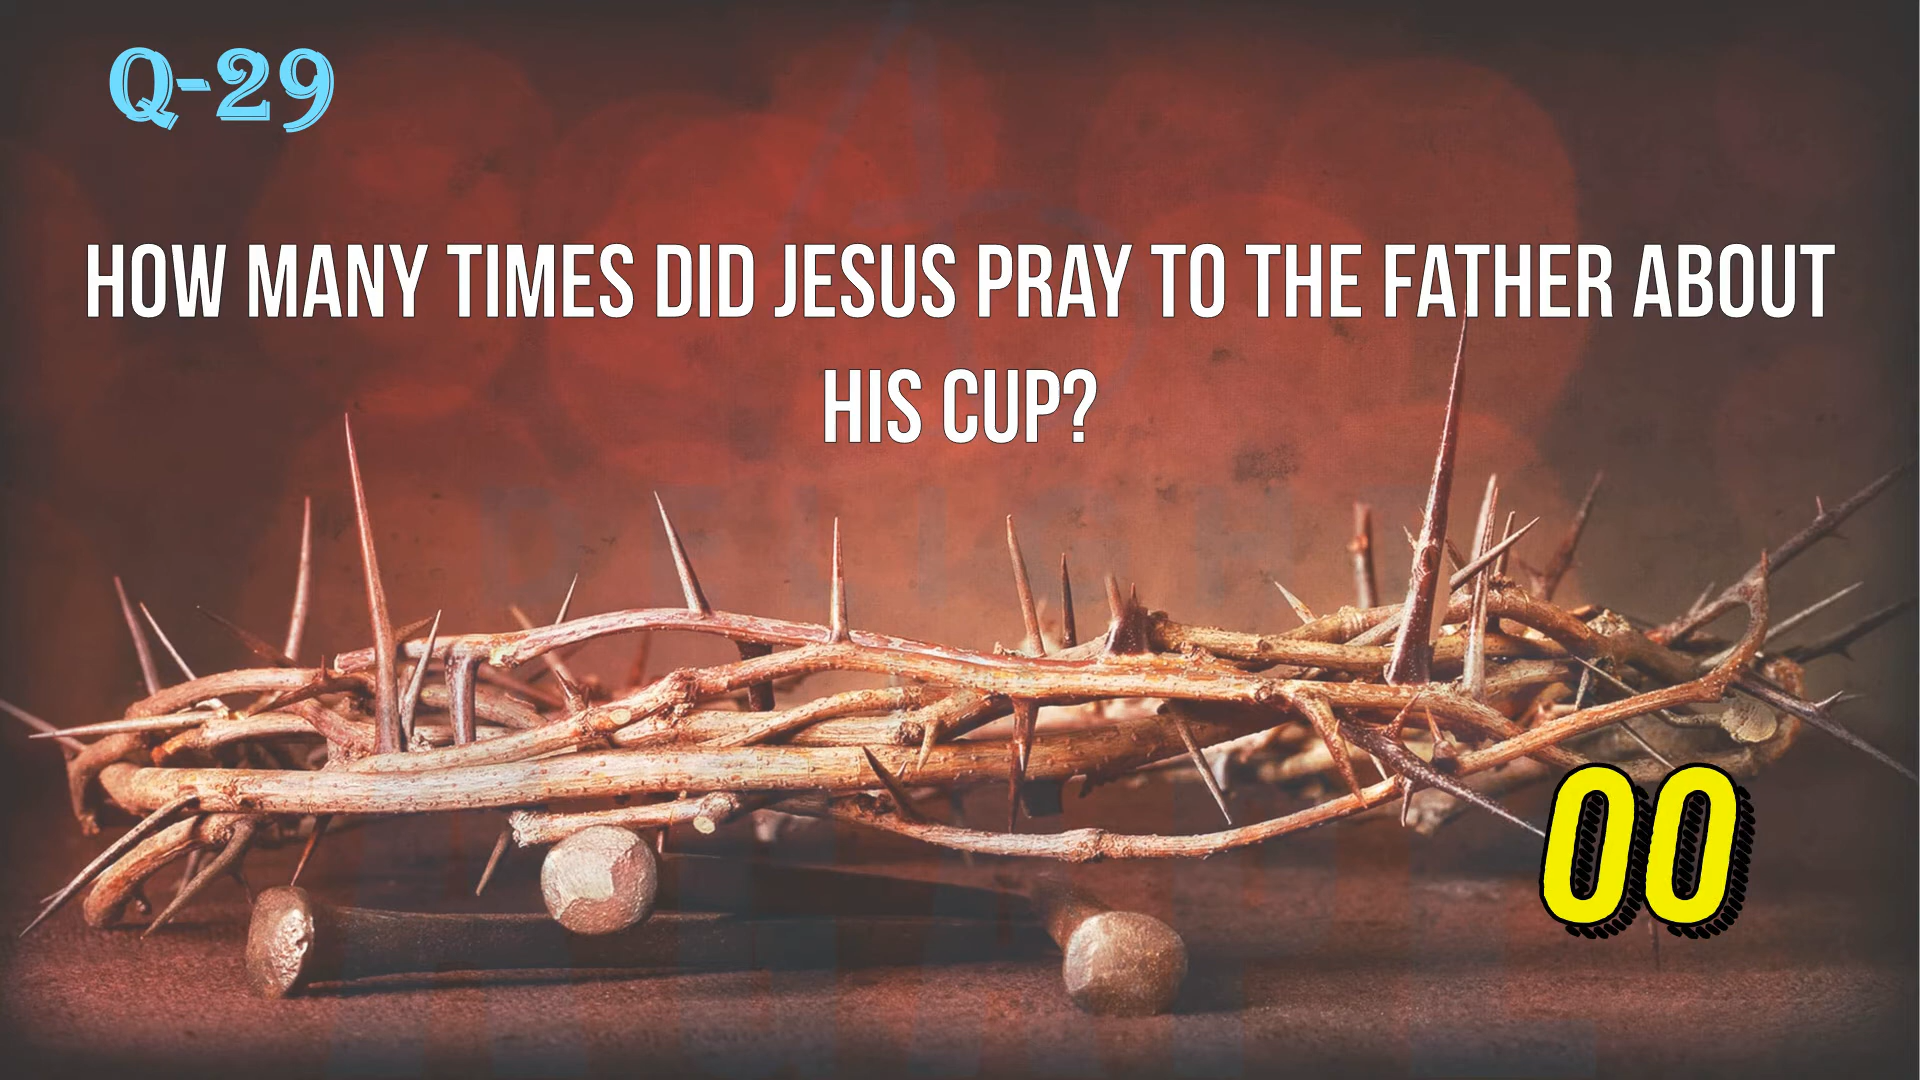 Q-29
HOW MANY TIMES DID JESUS PRAY TO THE FATHER ABOUT
HIS CUP?
00